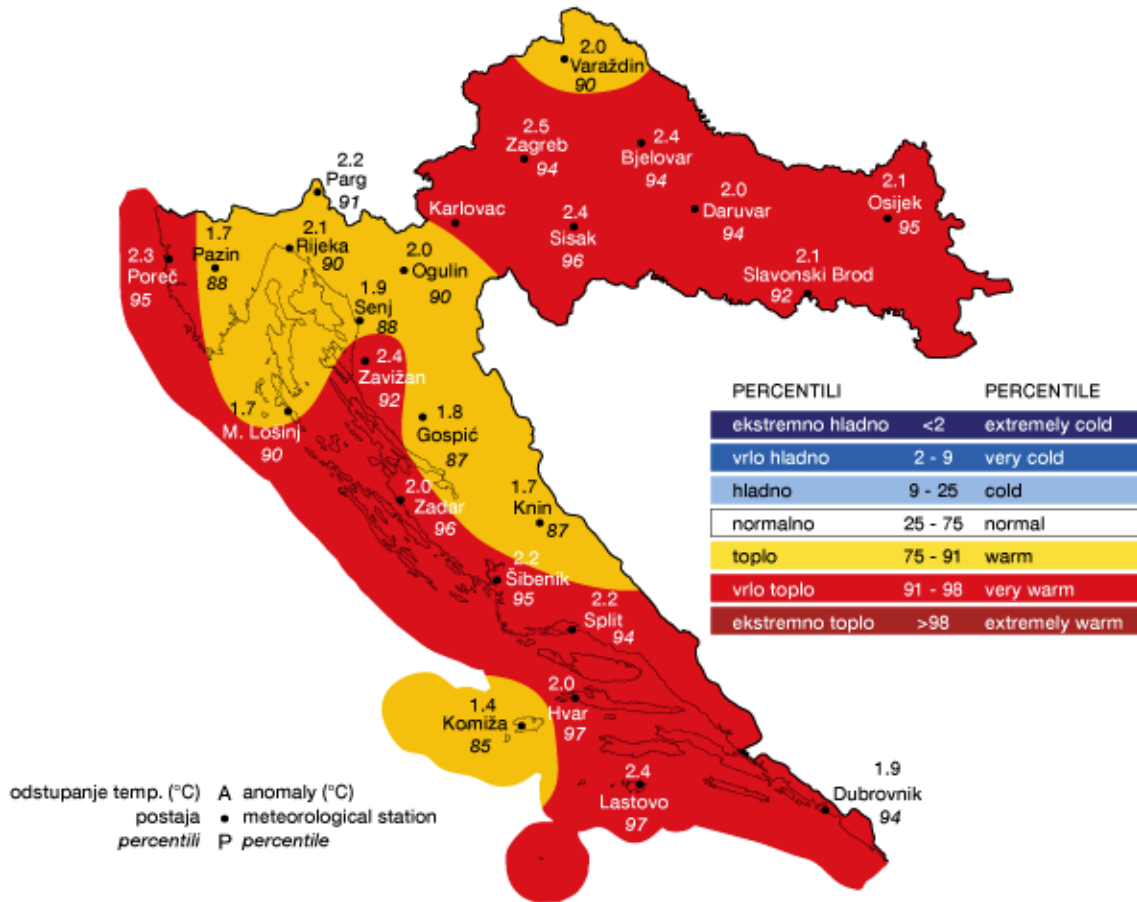 2.0
Varaždin
90
2.5
Zagreb
94
2.4
Bjelovar
94
2.2
Parg
91
2.0
Daruvar
94
2.1
Osijek
95
Karlovac
2.4
Sisak
96
2.1
Slavonski Brod
92
2.3
Poreč
95
1.7
Pazin
88
2.1
Rijeka
90
2.0
Ogulin
90
1.9
Senj
88
2.4
Zavižan
92
1.7
M. Lošinj
90
1.8
Gospić
87
2.0
Zadar
96
1.7
Knin
87
2.2
Šibenik
95
2.2
Split
94
2.0
Hvar
97
1.4
Komiža
85
2.4
Lastovo
97
1.9
Dubrovnik
94
PERCENTILI PERCENTILE
ekstremno hladno <2 extremely cold
vrlo hladno 2 - 9 very cold
hladno 9 - 25 cold
normalno 25 - 75 normal
toplo 75 - 91 warm
vrlo toplo 91 - 98 very warm
ekstremno toplo >98 extremely warm
odstupanje temp. (°C) A anomaly (°C)
postaja • meteorological station
percentili P percentile